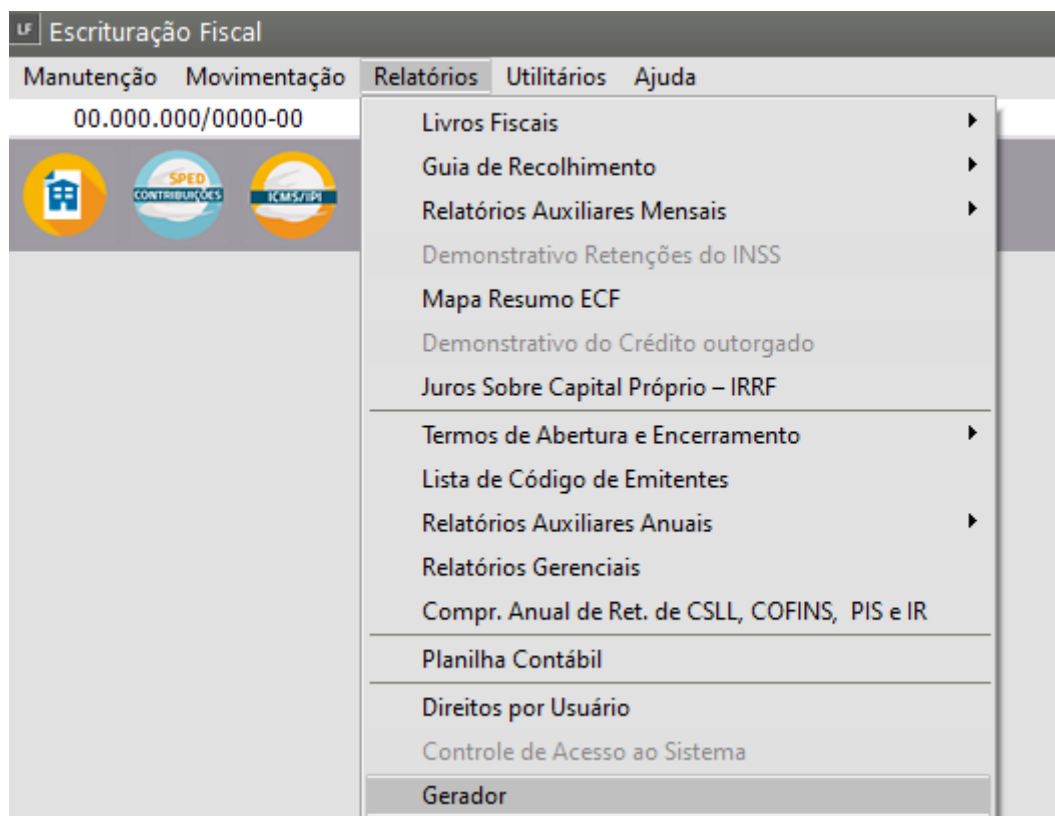 LF Escrituração Fiscal
Manutenção Movimentação Relatórios Utilitários Ajuda
00.000.000/0000-00
SPED
CONTRIBUIÇÕES
ICMS/IPI
Livros Fiscais
Guia de Recolhimento
Relatórios Auxiliares Mensais
Demonstrativo Retenções do INSS
Mapa Resumo ECF
Demonstrativo do Crédito outorgado
Juros Sobre Capital Próprio – IRRF
Termos de Abertura e Encerramento
Lista de Código de Emitentes
Relatórios Auxiliares Anuais
Relatórios Gerenciais
Compr. Anual de Ret. de CSLL, COFINS, PIS e IR
Planilha Contábil
Direitos por Usuário
Controle de Acesso ao Sistema
Gerador